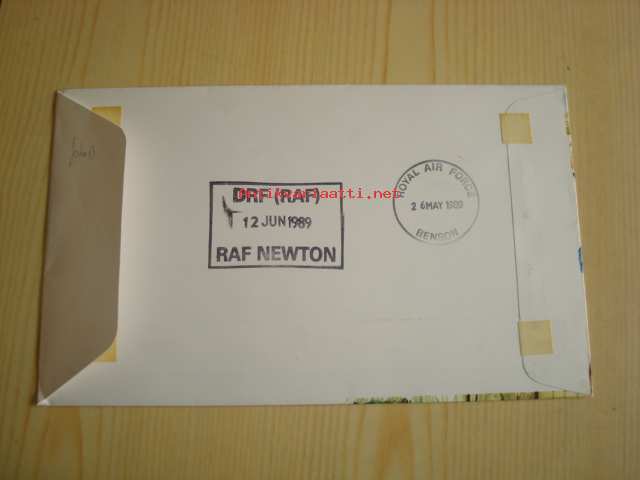 DRF (RAF)
12 JUN 1989
RAF NEWTON
ROYAL AIR FORCE
26 MAY 1989
BENSON